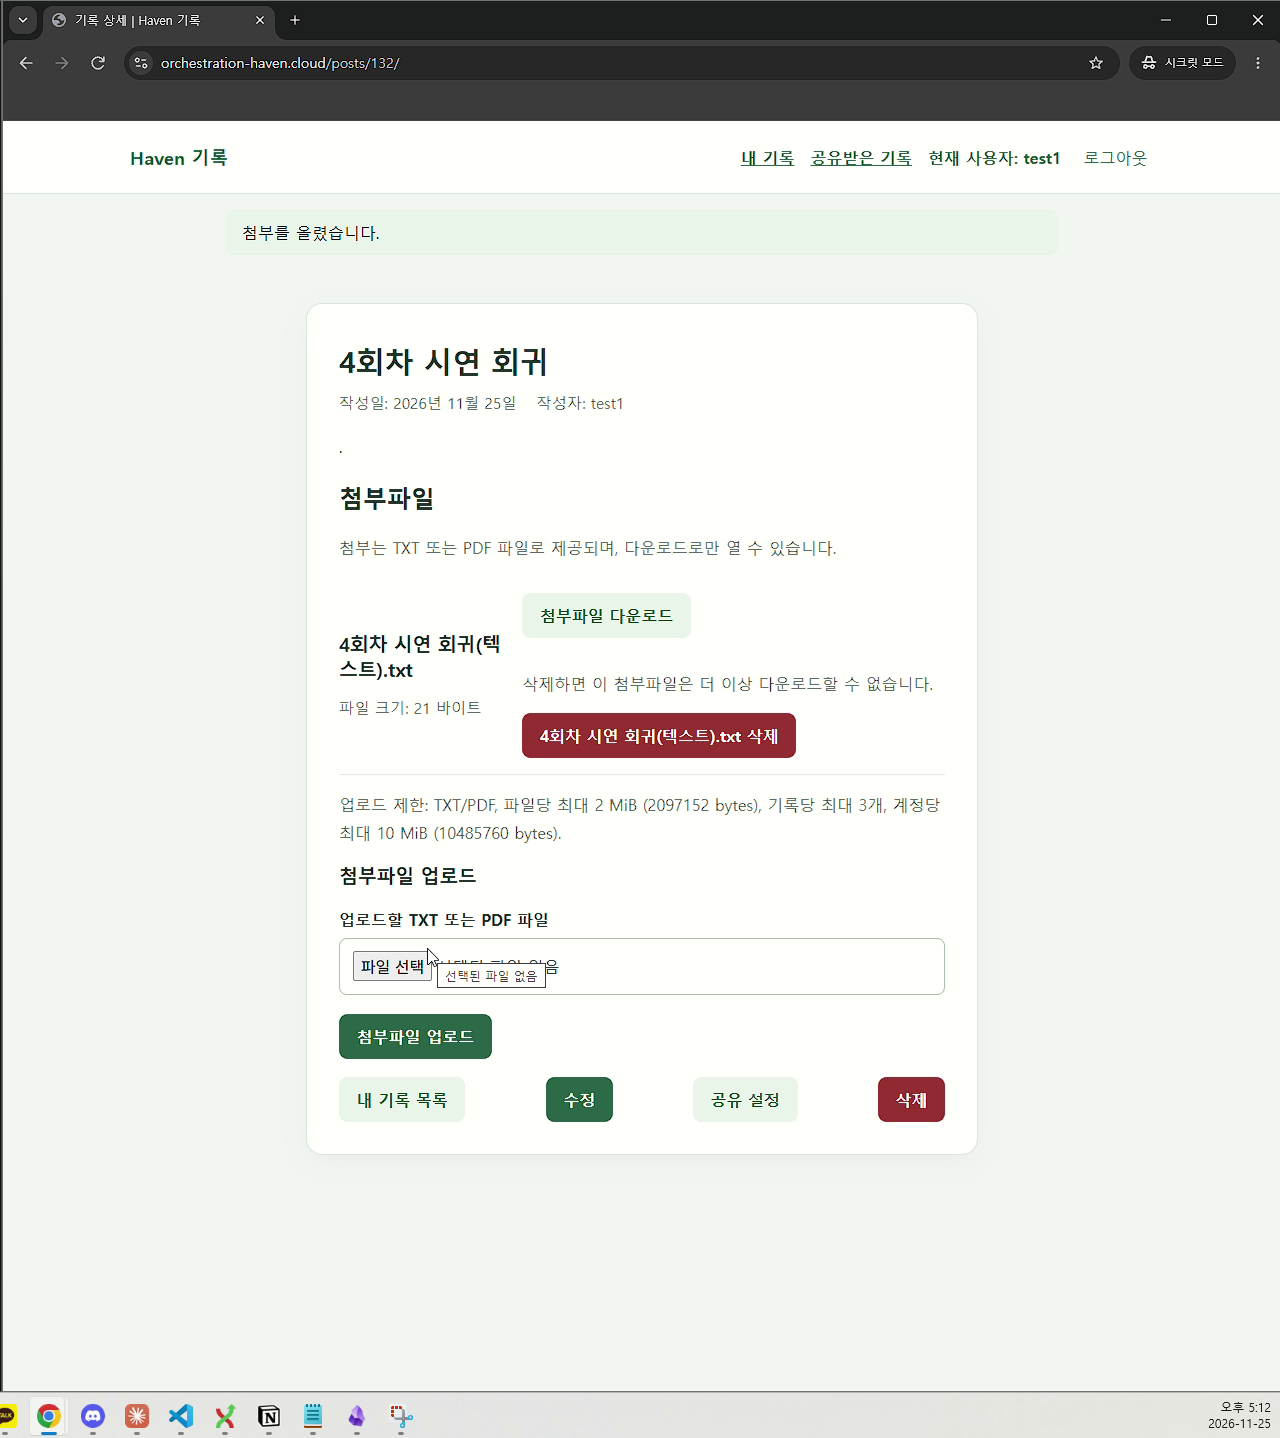 기록 상세 | Haven 기록
orchestration-haven.cloud/posts/132/
시크릿 모드
Haven 기록
내 기록 공유받은 기록 현재 사용자: test1 로그아웃
첨부를 올렸습니다.
4회차 시연 회귀
작성일: 2026년 11월 25일 작성자: test1
.
첨부파일
첨부는 TXT 또는 PDF 파일로 제공되며, 다운로드로만 열 수 있습니다.
4회차 시연 회귀(텍
스트).txt
파일 크기: 21 바이트
첨부파일 다운로드
삭제하면 이 첨부파일은 더 이상 다운로드할 수 없습니다.
4회차 시연 회귀(텍스트).txt 삭제
업로드 제한: TXT/PDF, 파일당 최대 2 MiB (2097152 bytes), 기록당 최대 3개, 계정당
최대 10 MiB (10485760 bytes).
첨부파일 업로드
업로드할 TXT 또는 PDF 파일
파일 선택
선택된 파일 없음
첨부파일 업로드
내 기록 목록 수정 공유 설정 삭제
오후 5:12
2026-11-25